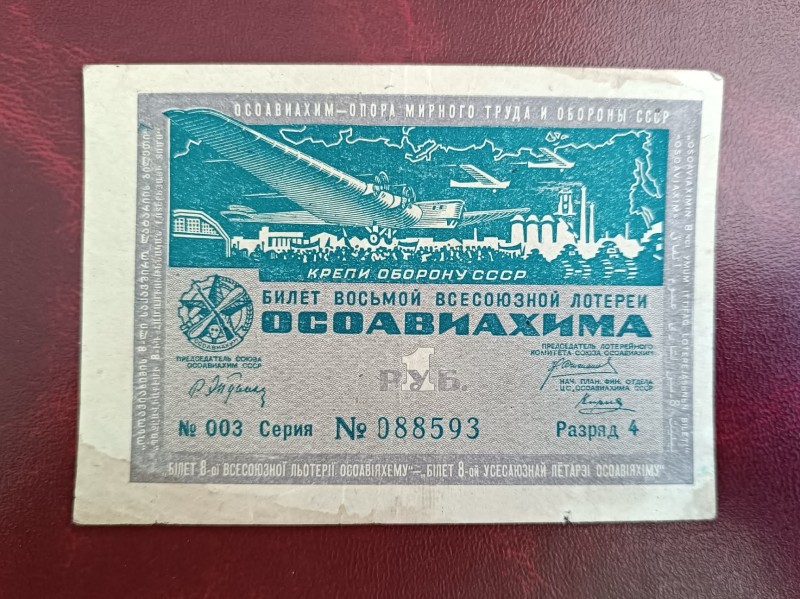 ОСОАВИАХИМ—ОПОРА МИРНОГО ТРУДА И ОБОРОНЫ СССР
КРЕПИ ОБОРОНУ СССР
БИЛЕТ ВОСЬМОЙ ВСЕСОЮЗНОЙ ЛОТЕРЕИ
ОСОАВИАХИМА
ОСОАВИАХИМ
ПРЕДСЕДАТЕЛЬ СОЮЗА
ОСОАВИАХИМ СССР
ПРЕДСЕДАТЕЛЬ ЛОТЕРЕЙНОГО
КОМИТЕТА СОЮЗА ОСОАВИАХИМ
1
РУБ.
НАЧ. ПЛАН. ФИН. ОТДЕЛА
ЦС, ОСОАВИАХИМА СССР
№ 003 Серия № 088593 Разряд 4
БІЛЕТ 8-ОЇ ВСЕСОЮЗНОЇ ЛЬОТЕРІЇ ОСОАВІЯХЕМУ"—„БІЛЕТ 8-ОЙ УСЕСАЮЗНАЙ ЛЕТАРЭІ ОСОАВІЯХІМУ"